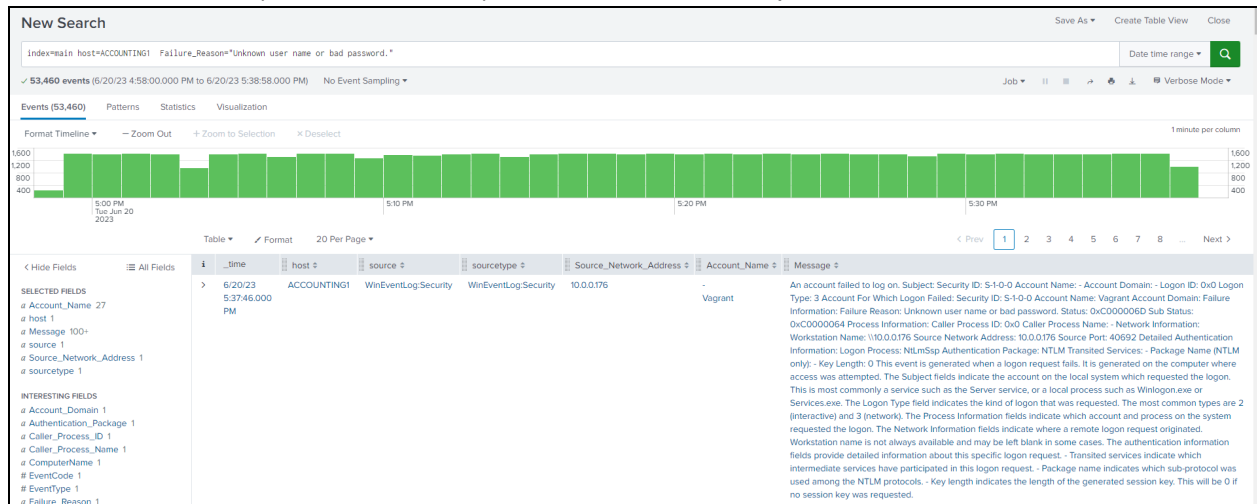 New Search
Save As ▾ Create Table View Close
index=main host=ACCOUNTING1 Failure_Reason="Unknown user name or bad password."
Date time range ▾
✓ 53,460 events (6/20/23 4:58:00.000 PM to 6/20/23 5:38:58.000 PM) No Event Sampling ▾
Job ▾ Verbose Mode ▾
Events (53,460) Patterns Statistics Visualization
Format Timeline ▾ — Zoom Out + Zoom to Selection × Deselect
1 minute per column
1,600 1,600
1,200 1,200
800 800
400 400
5:00 PM 5:10 PM 5:20 PM 5:30 PM
Tue Jun 20
2023
Table ▾ Format 20 Per Page ▾
< Prev 1 2 3 4 5 6 7 8 ... Next >
< Hide Fields All Fields
i _time host source sourcetype Source_Network_Address Account_Name Message
SELECTED FIELDS
a Account_Name 27
a host 1
a Message 100+
a source 1
a Source_Network_Address 1
a sourcetype 1
INTERESTING FIELDS
a Account_Domain 1
a Authentication_Package 1
a Caller_Process_ID 1
a Caller_Process_Name 1
a ComputerName 1
# EventCode 1
# EventType 1
a Failure_Reason 1
> 6/20/23 ACCOUNTING1 WinEventLog:Security WinEventLog:Security 10.0.0.176 -
5:37:46.000 Vagrant
PM
An account failed to log on. Subject: Security ID: S-1-0-0 Account Name: - Account Domain: - Logon ID: 0x0 Logon
Type: 3 Account For Which Logon Failed: Security ID: S-1-0-0 Account Name: Vagrant Account Domain: Failure
Information: Failure Reason: Unknown user name or bad password. Status: 0xC000006D Sub Status:
0xC0000064 Process Information: Caller Process ID: 0x0 Caller Process Name: - Network Information:
Workstation Name: \\10.0.0.176 Source Network Address: 10.0.0.176 Source Port: 40692 Detailed Authentication
Information: Logon Process: NtLmSsp Authentication Package: NTLM Transited Services: - Package Name (NTLM
only): - Key Length: 0 This event is generated when a logon request fails. It is generated on the computer where
access was attempted. The Subject fields indicate the account on the local system which requested the logon.
This is most commonly a service such as the Server service, or a local process such as Winlogon.exe or
Services.exe. The Logon Type field indicates the kind of logon that was requested. The most common types are 2
(interactive) and 3 (network). The Process Information fields indicate which account and process on the system
requested the logon. The Network Information fields indicate where a remote logon request originated.
Workstation name is not always available and may be left blank in some cases. The authentication information
fields provide detailed information about this specific logon request. - Transited services indicate which
intermediate services have participated in this logon request. - Package name indicates which sub-protocol was
used among the NTLM protocols. - Key length indicates the length of the generated session key. This will be 0 if
no session key was requested.